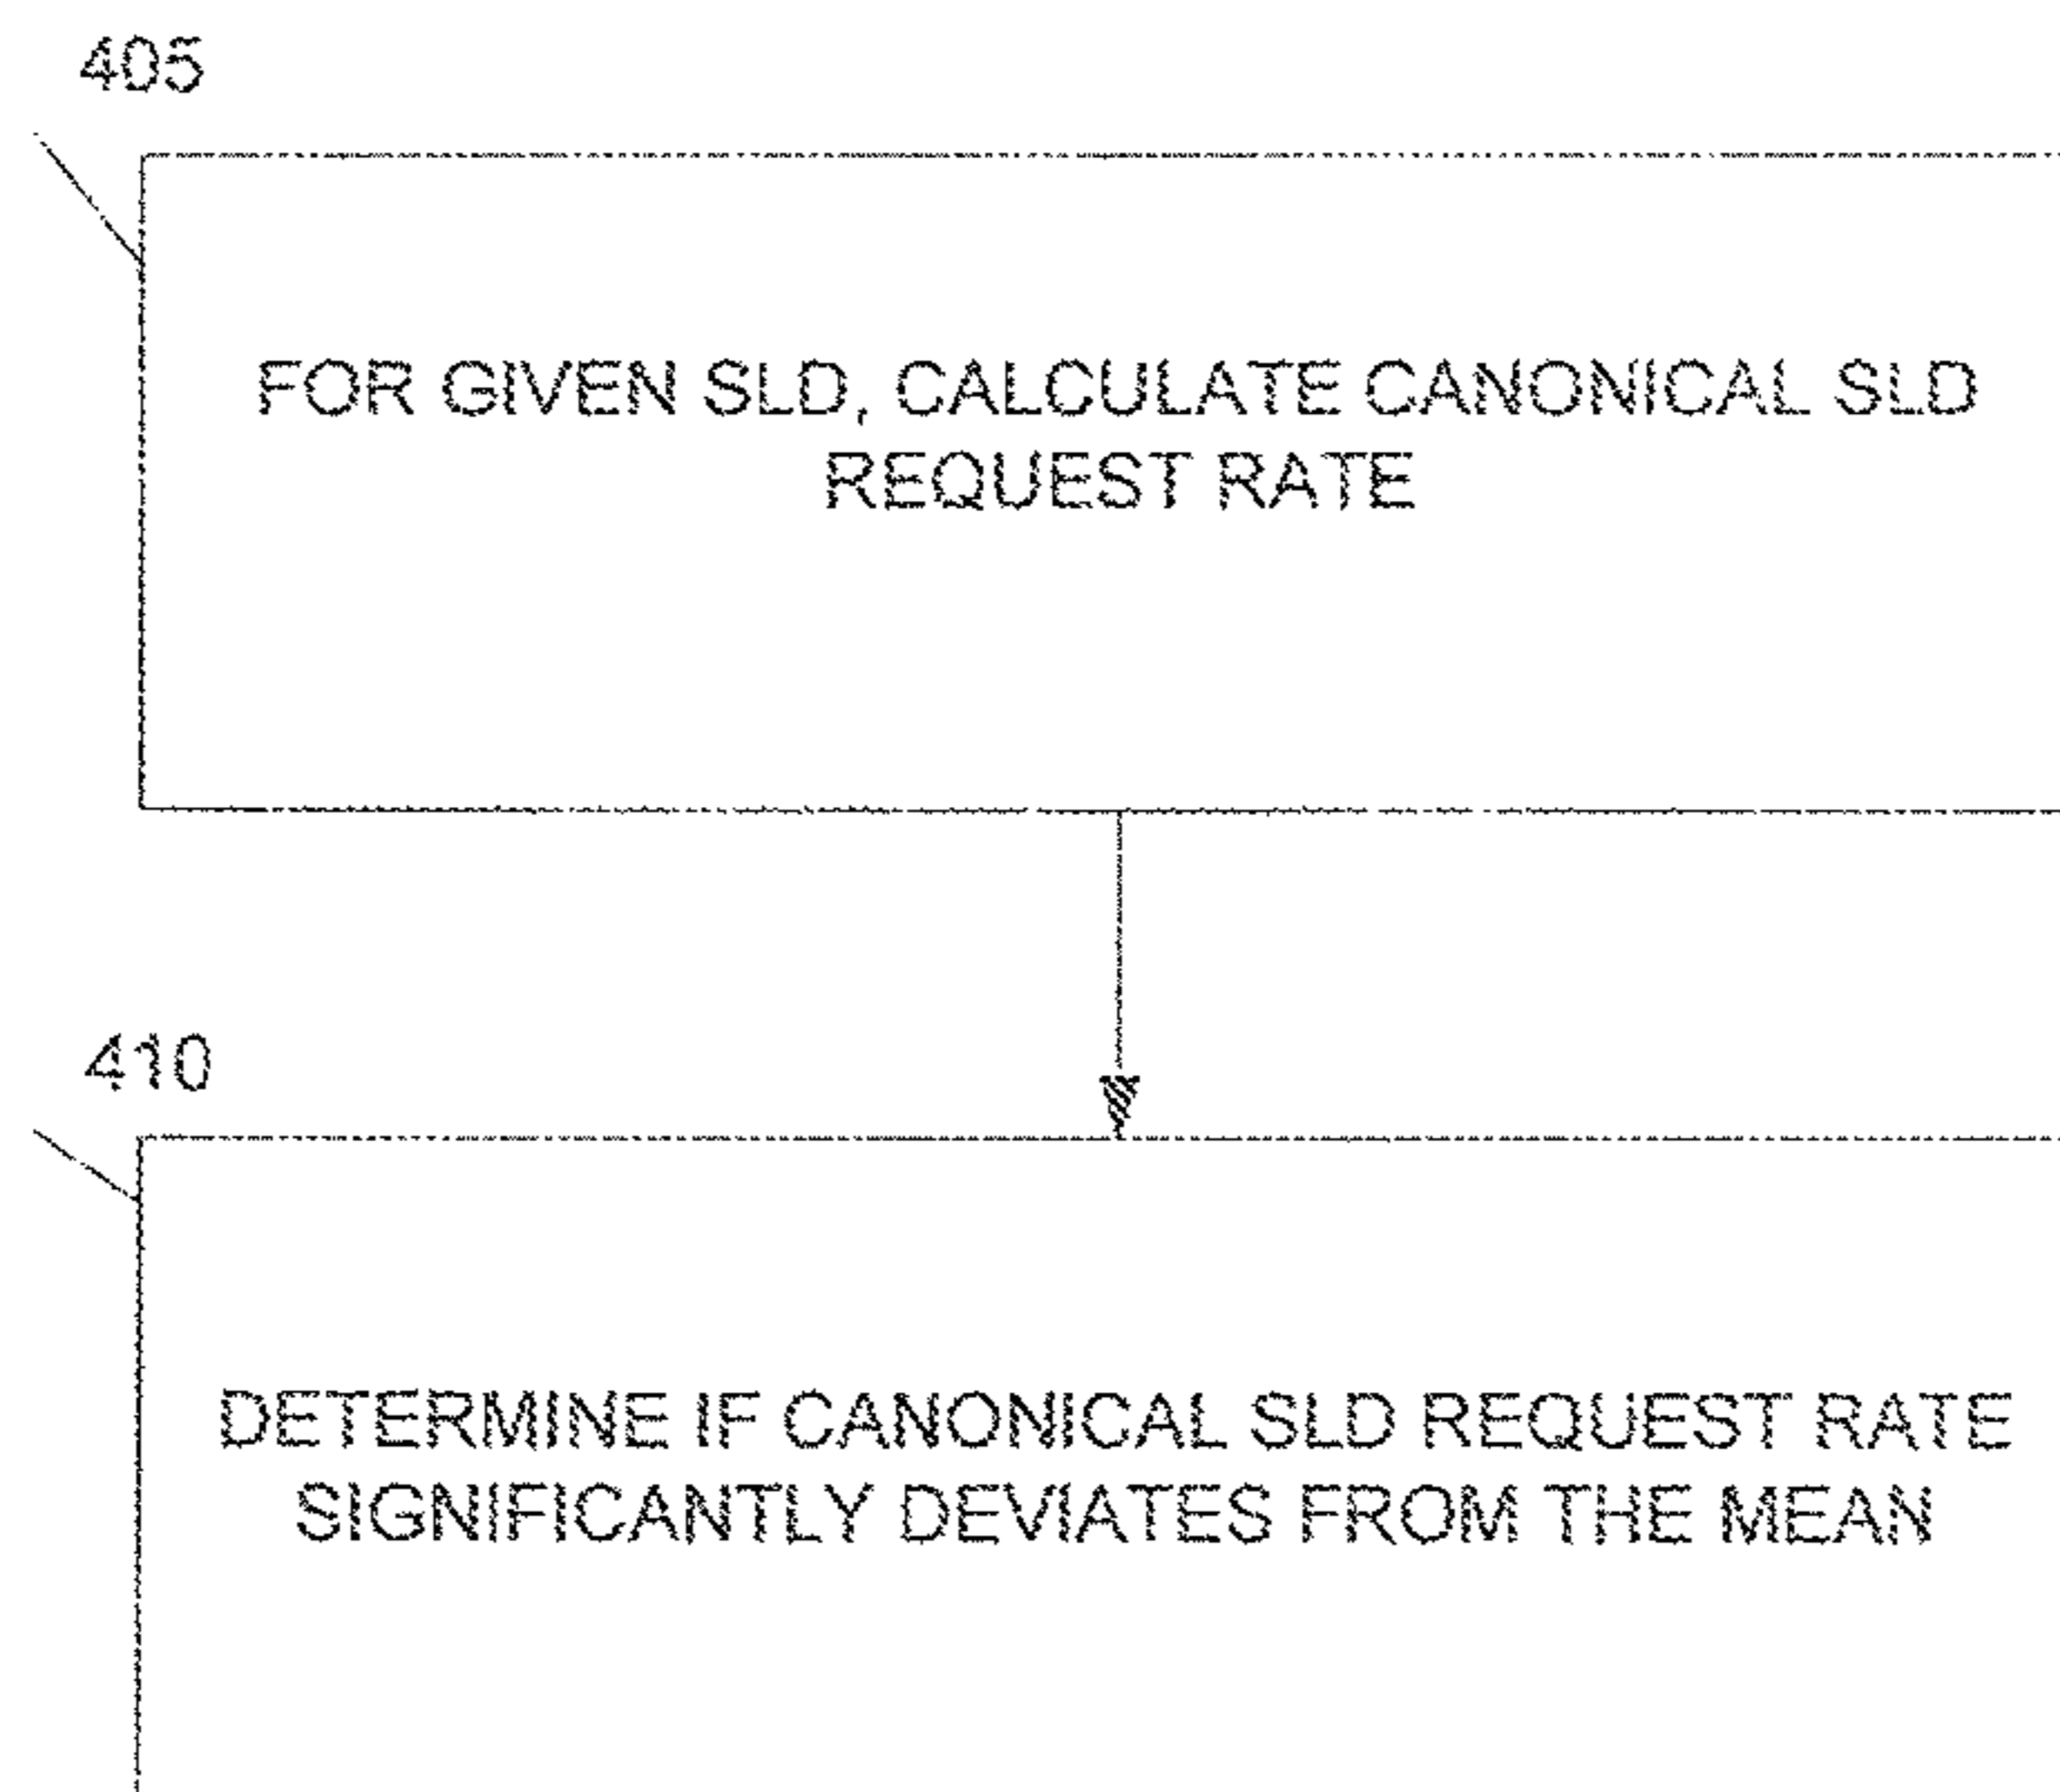 405
FOR GIVEN SLD, CALCULATE CANONICAL SLD
REQUEST RATE
410
DETERMINE IF CANONICAL SLD REQUEST RATE
SIGNIFICANTLY DEVIATES FROM THE MEAN